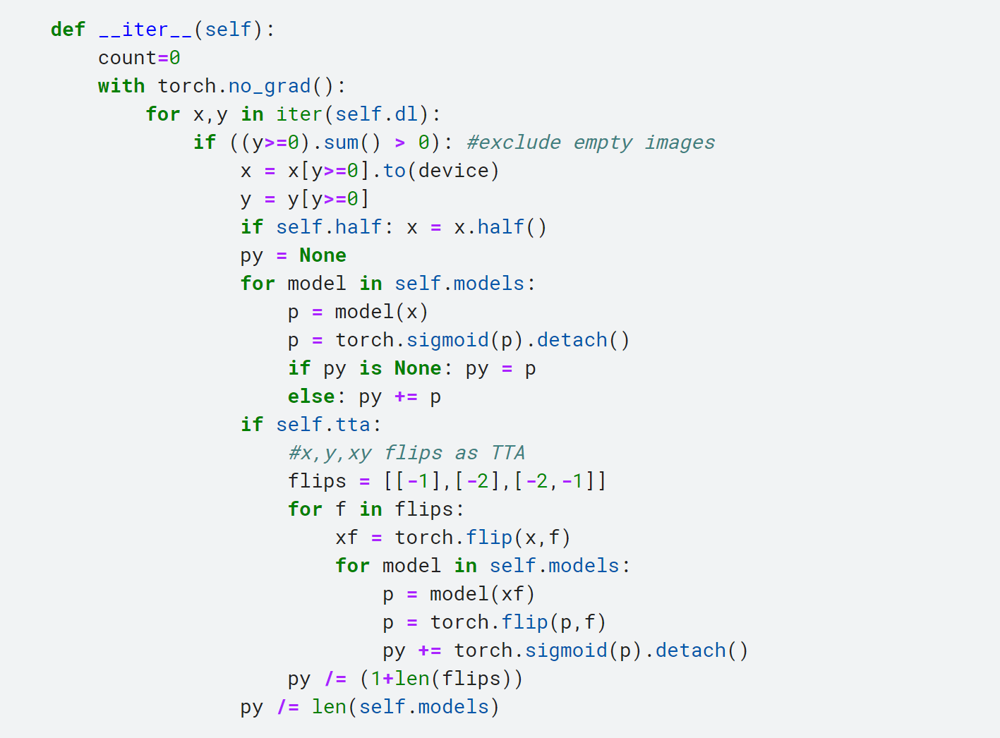 def __iter__(self):
    count=0
    with torch.no_grad():
        for x,y in iter(self.dl):
            if ((y>=0).sum() > 0): #exclude empty images
                x = x[y>=0].to(device)
                y = y[y>=0]
                if self.half: x = x.half()
                py = None
                for model in self.models:
                    p = model(x)
                    p = torch.sigmoid(p).detach()
                    if py is None: py = p
                    else: py += p
                if self.tta:
                    #x,y,xy flips as TTA
                    flips = [[-1],[-2],[-2,-1]]
                    for f in flips:
                        xf = torch.flip(x,f)
                        for model in self.models:
                            p = model(xf)
                            p = torch.flip(p,f)
                            py += torch.sigmoid(p).detach()
                    py /= (1+len(flips))
                py /= len(self.models)